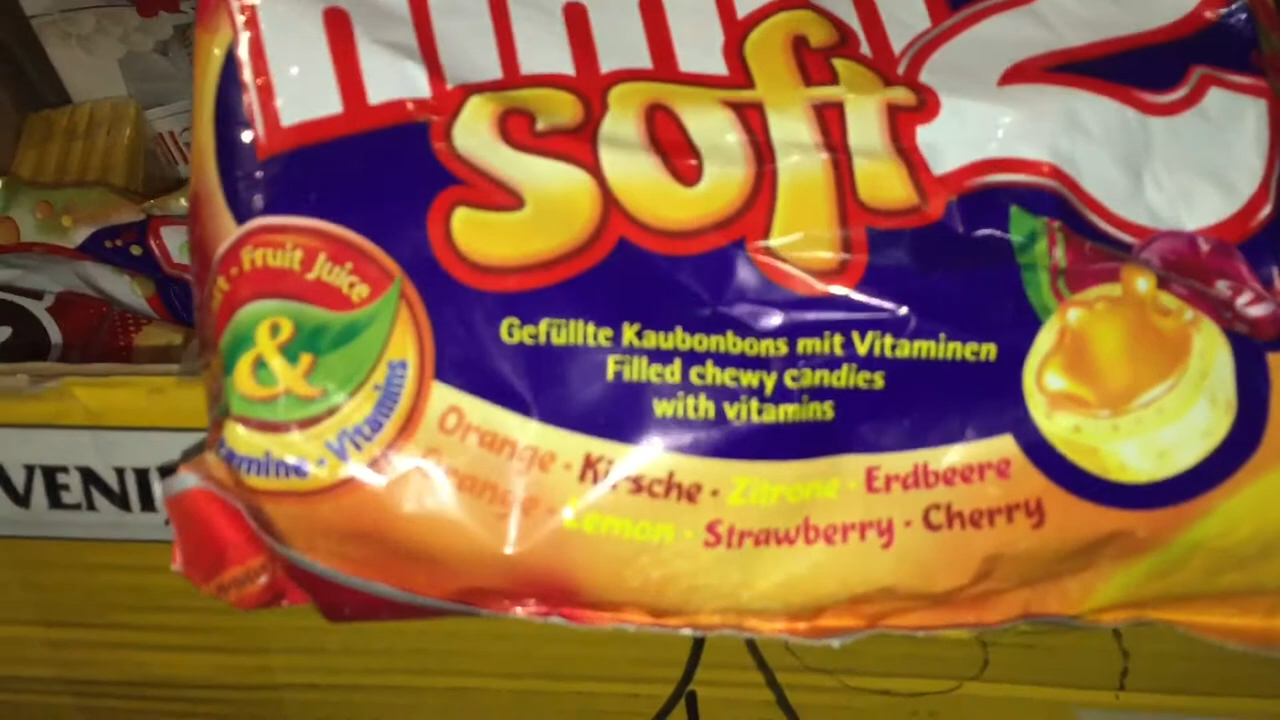 soft
Fruit Juice
&
Vitamins
Gefüllte Kaubonbons mit Vitaminen
Filled chewy candies
with vitamins
Orange · Kirsche · Zitrone · Erdbeere
Orange · Lemon · Strawberry · Cherry